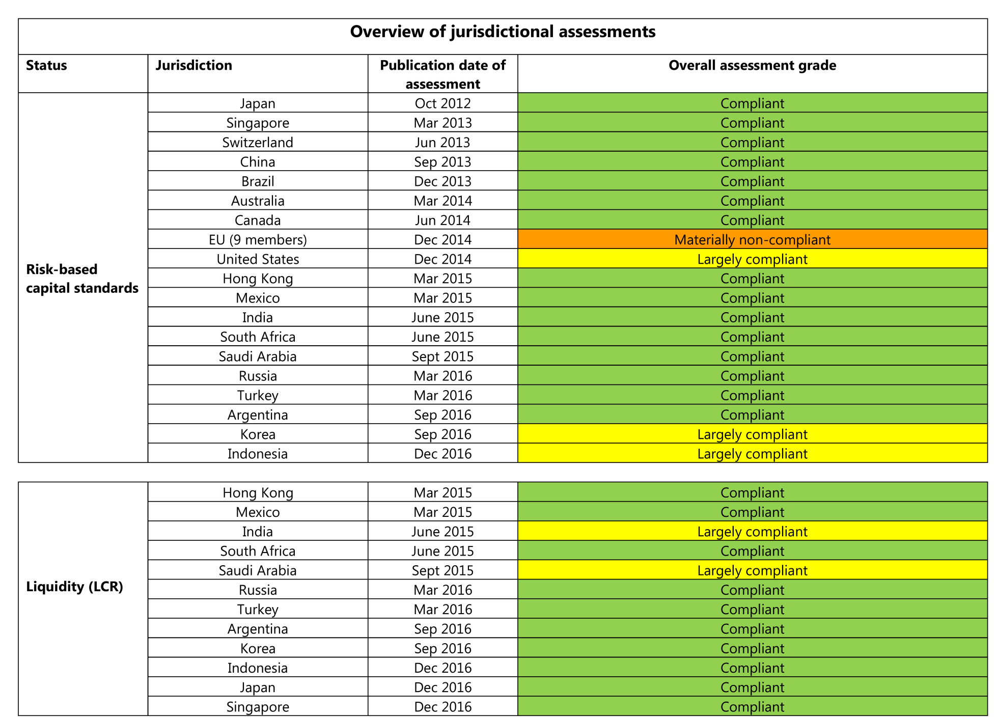 Overview of jurisdictional assessments
Status Jurisdiction Publication date of Overall assessment grade
assessment
Risk-based
capital standards
Japan Oct 2012 Compliant
Singapore Mar 2013 Compliant
Switzerland Jun 2013 Compliant
China Sep 2013 Compliant
Brazil Dec 2013 Compliant
Australia Mar 2014 Compliant
Canada Jun 2014 Compliant
EU (9 members) Dec 2014 Materially non-compliant
United States Dec 2014 Largely compliant
Hong Kong Mar 2015 Compliant
Mexico Mar 2015 Compliant
India June 2015 Compliant
South Africa June 2015 Compliant
Saudi Arabia Sept 2015 Compliant
Russia Mar 2016 Compliant
Turkey Mar 2016 Compliant
Argentina Sep 2016 Compliant
Korea Sep 2016 Largely compliant
Indonesia Dec 2016 Largely compliant
Liquidity (LCR)
Hong Kong Mar 2015 Compliant
Mexico Mar 2015 Compliant
India June 2015 Largely compliant
South Africa June 2015 Compliant
Saudi Arabia Sept 2015 Largely compliant
Russia Mar 2016 Compliant
Turkey Mar 2016 Compliant
Argentina Sep 2016 Compliant
Korea Sep 2016 Compliant
Indonesia Dec 2016 Compliant
Japan Dec 2016 Compliant
Singapore Dec 2016 Compliant